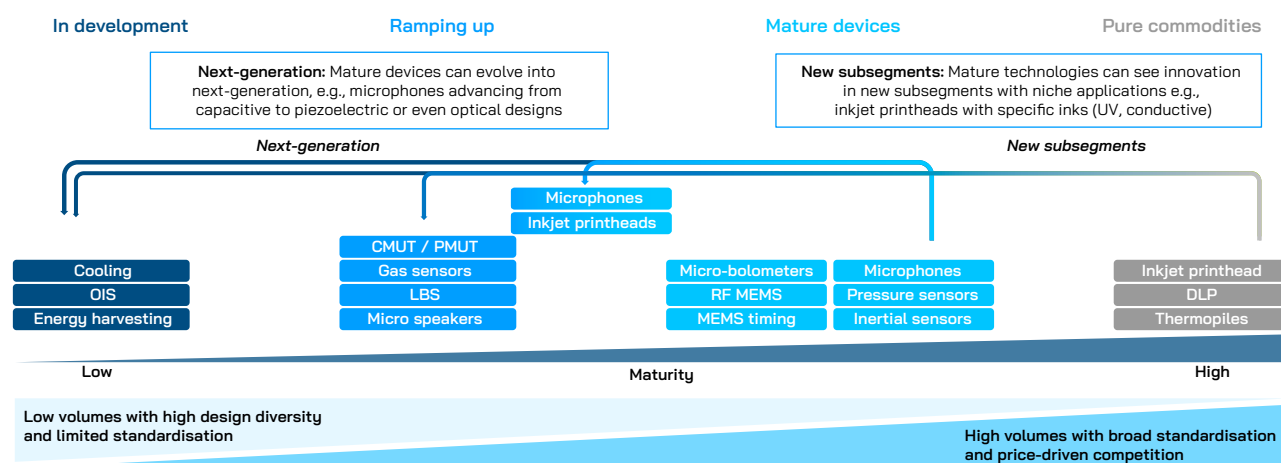 In development
Ramping up
Mature devices
Pure commodities
Next-generation: Mature devices can evolve into
next-generation, e.g., microphones advancing from
capacitive to piezoelectric or even optical designs
New subsegments: Mature technologies can see innovation
in new subsegments with niche applications e.g.,
inkjet printheads with specific inks (UV, conductive)
Next-generation
New subsegments
Microphones
Inkjet printheads
CMUT / PMUT
Gas sensors
LBS
Micro speakers
Cooling
OIS
Energy harvesting
Micro-bolometers
RF MEMS
MEMS timing
Microphones
Pressure sensors
Inertial sensors
Inkjet printhead
DLP
Thermopiles
Low
Maturity
High
Low volumes with high design diversity
and limited standardisation
High volumes with broad standardisation
and price-driven competition